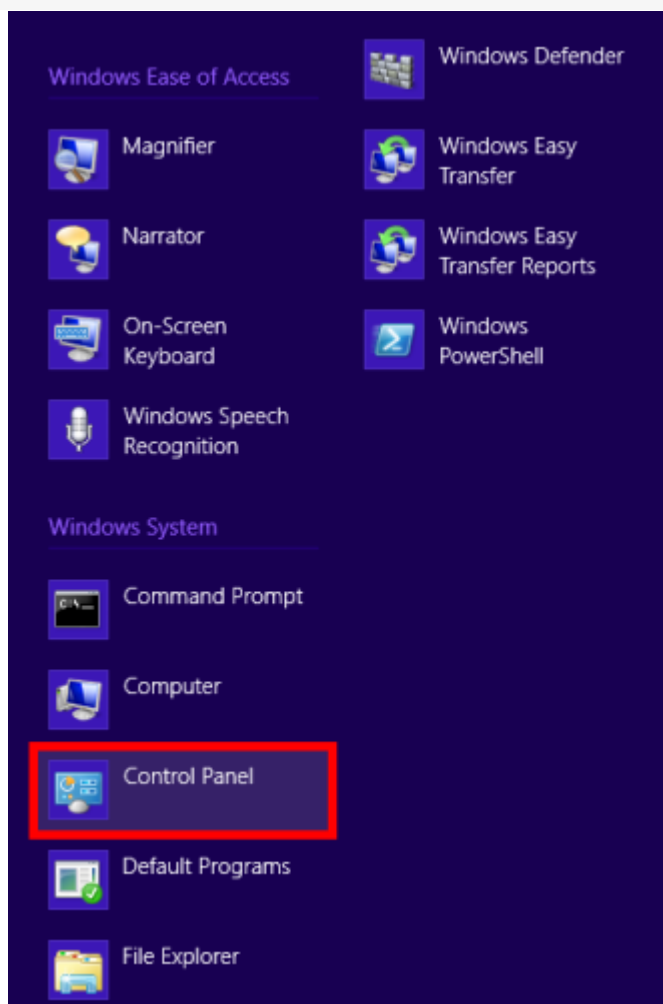 Windows Ease of Access
Magnifier
Narrator
On-Screen
Keyboard
Windows Speech
Recognition
Windows System
Command Prompt
Computer
Control Panel
Default Programs
File Explorer
Windows Defender
Windows Easy
Transfer
Windows Easy
Transfer Reports
Windows
PowerShell